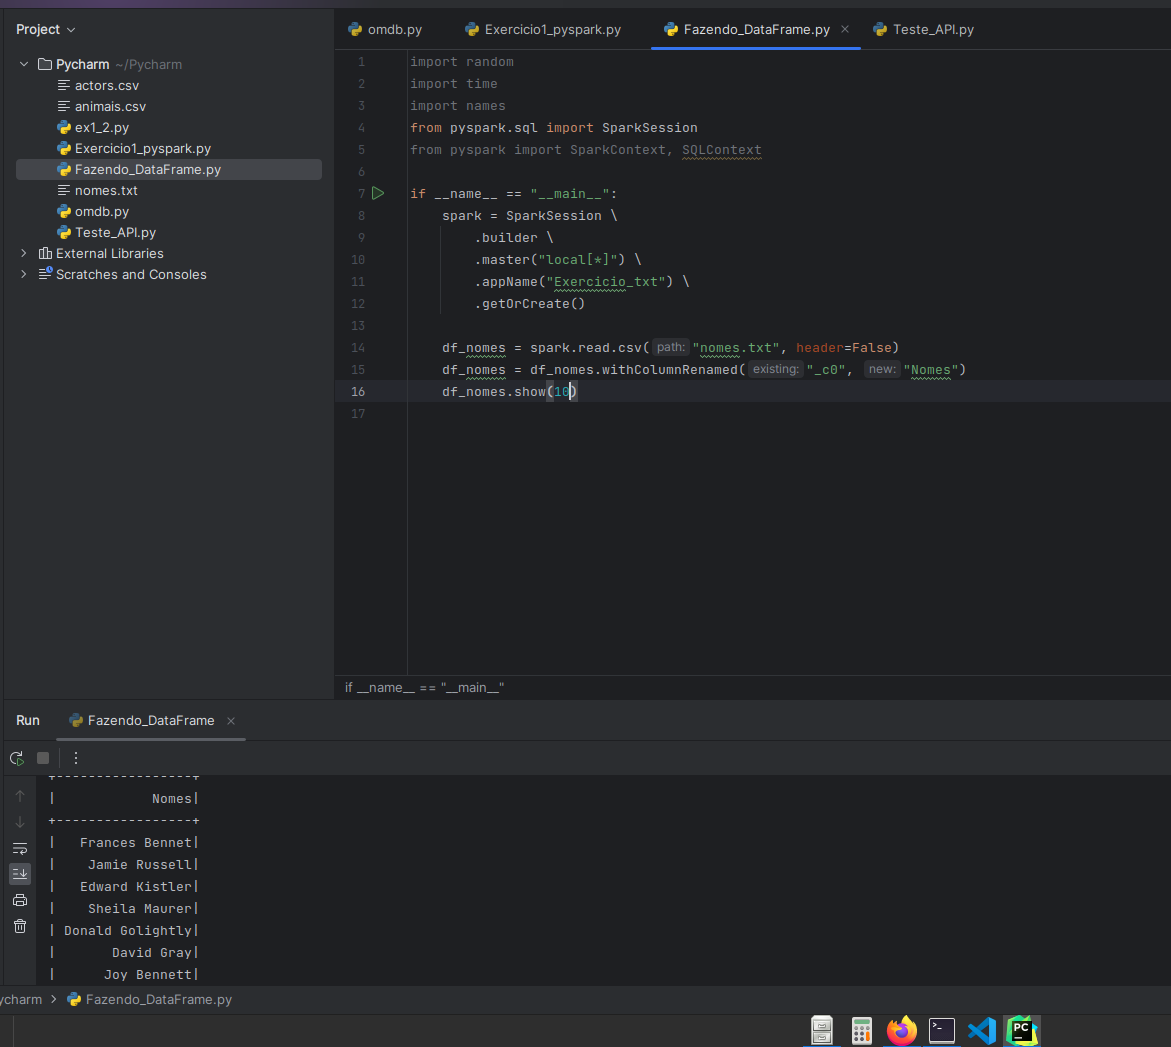 Project
Pycharm ~/Pycharm
actors.csv
animais.csv
ex1_2.py
Exercicio1_pyspark.py
Fazendo_DataFrame.py
nomes.txt
omdb.py
Teste_API.py
External Libraries
Scratches and Consoles
omdb.py Exercicio1_pyspark.py Fazendo_DataFrame.py × Teste_API.py
1 import random
2 import time
3 import names
4 from pyspark.sql import SparkSession
5 from pyspark import SparkContext, SQLContext
6
7 if __name__ == "__main__":
8 spark = SparkSession \
9 .builder \
10 .master("local[*]") \
11 .appName("Exercicio_txt") \
12 .getOrCreate()
13
14 df_nomes = spark.read.csv( path: "nomes.txt", header=False)
15 df_nomes = df_nomes.withColumnRenamed( existing: "_c0", new: "Nomes")
16 df_nomes.show(10)
17
if __name__ == "__main__"
Run Fazendo_DataFrame ×
+-----------------+
| Nomes|
+-----------------+
| Frances Bennet|
| Jamie Russell|
| Edward Kistler|
| Sheila Maurer|
| Donald Golightly|
| David Gray|
| Joy Bennett|
ycharm > Fazendo_DataFrame.py
PC